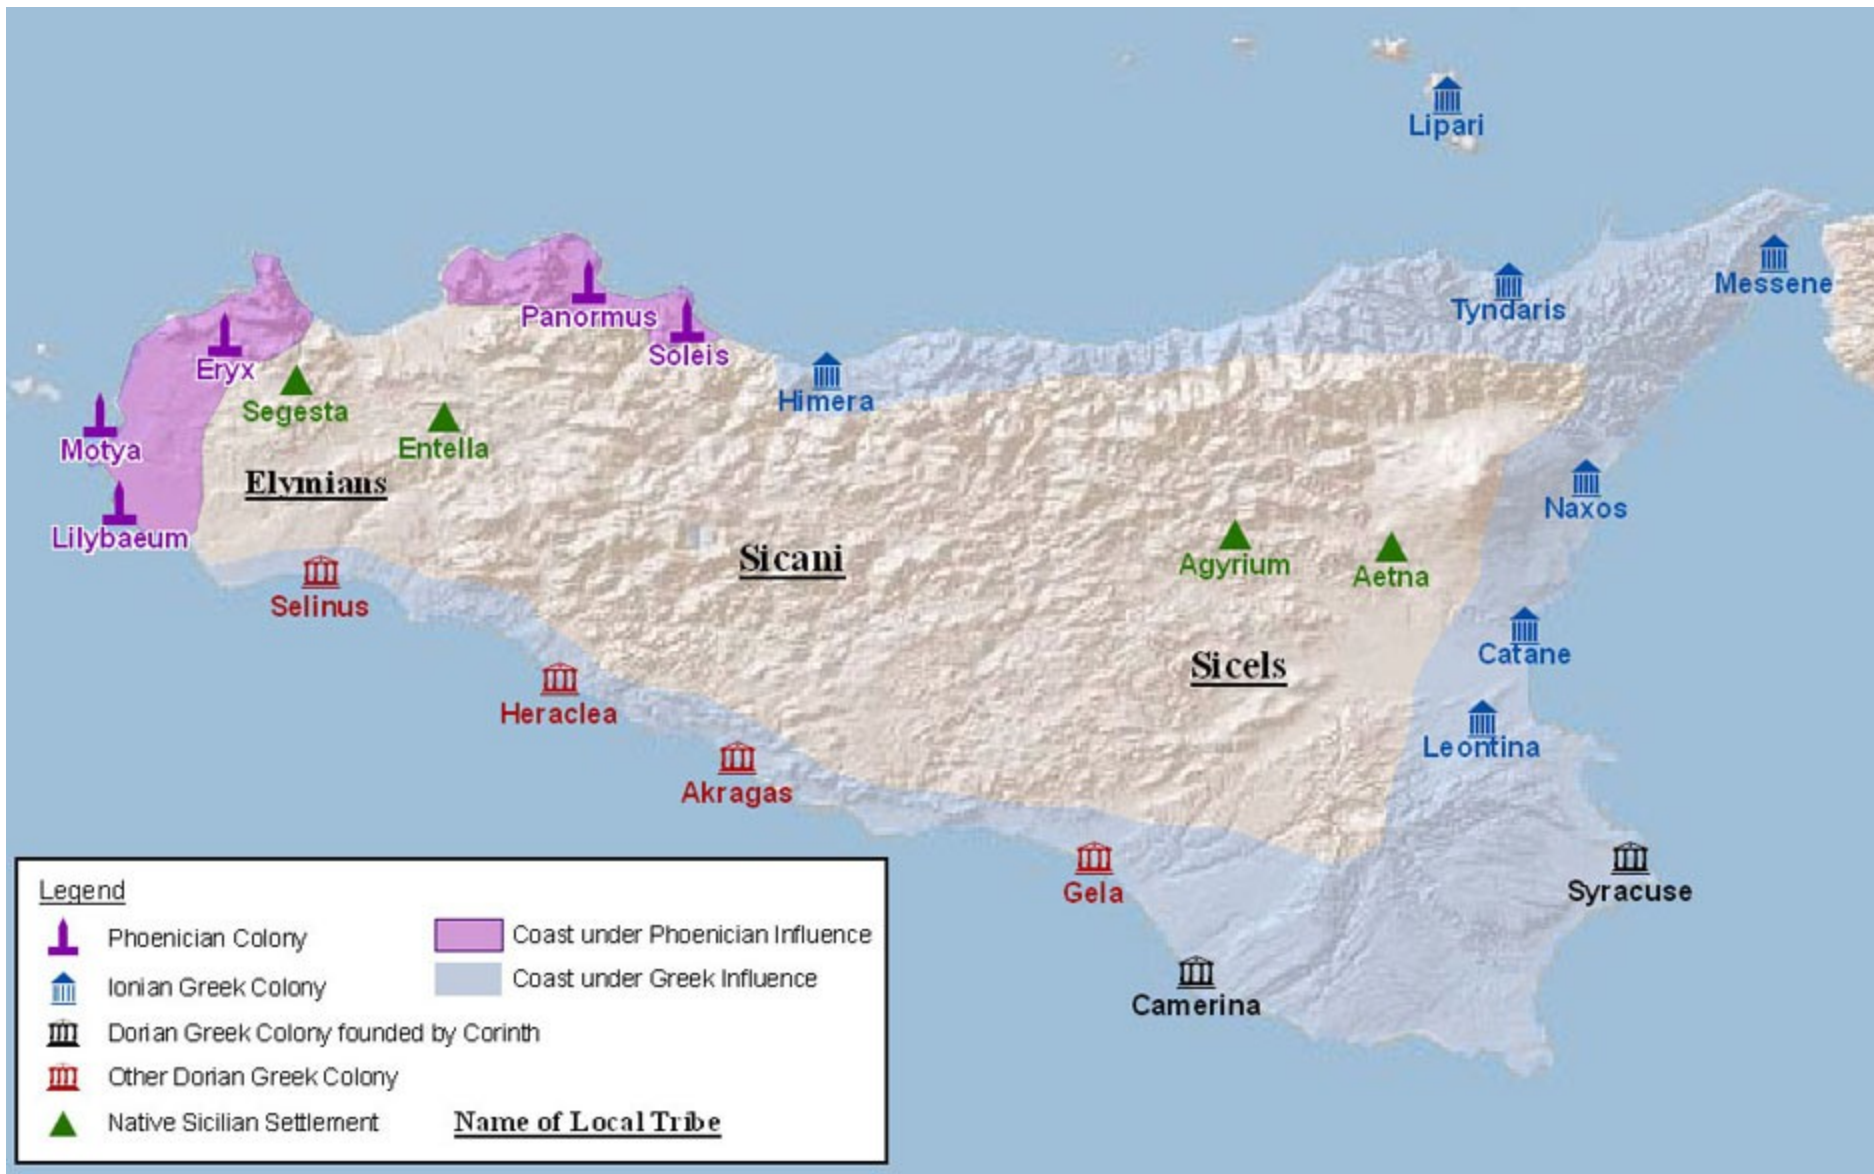 Lipari
Messene
Tyndaris
Panormus
Soleis
Eryx
Himera
Segesta
Entella
Motya
Elymians
Naxos
Lilybaeum
Sicani
Agyrium
Aetna
Selinus
Catane
Sicels
Heraclea
Leontina
Akragas
Gela
Syracuse
Camerina
Legend
Phoenician Colony
Coast under Phoenician Influence
Ionian Greek Colony
Coast under Greek Influence
Dorian Greek Colony founded by Corinth
Other Dorian Greek Colony
Native Sicilian Settlement
Name of Local Tribe